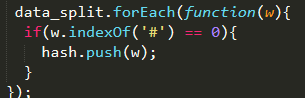 data_split.forEach(function(w){
if(w.indexOf('#') == 0){
hash.push(w);
}
});